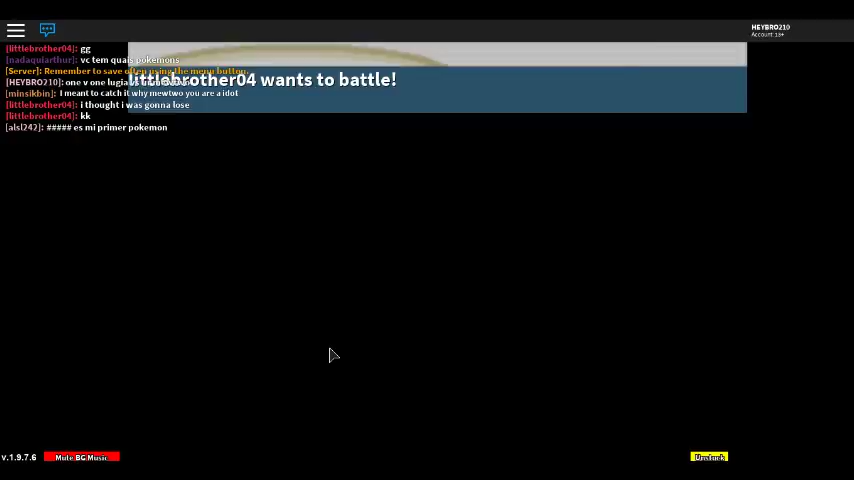 HEYBRO210
Account: 13+
[littlebrother04]: gg
[nadaquiarthur]: vc tem quais pokemons
[Server]: Remember to save often using the menu button.
littlebrother04 wants to battle!
[HEYBRO210]: one v one lugia
[minsikbin]: I meant to catch it why mewtwo you are a idot
[littlebrother04]: i thought i was gonna lose
[littlebrother04]: kk
[alsl242]: ##### es mi primer pokemon
v.1.9.7.6
Mute BG Music
Unstuck